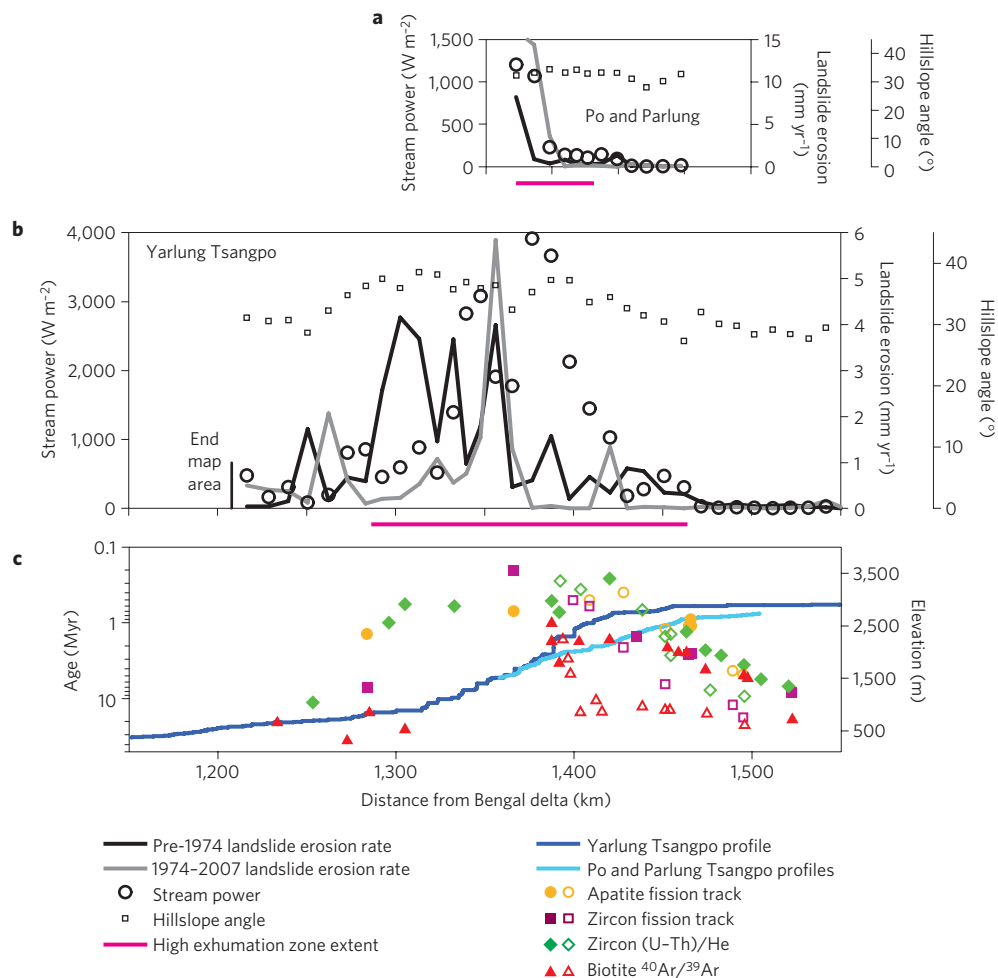 a
1,500
1,000
500
0
Stream power (W m⁻²)
15
10
5
0
Landslide erosion
(mm yr⁻¹)
40
30
20
10
0
Hillslope angle (°)
Po and Parlung
b
Yarlung Tsangpo
4,000
3,000
2,000
1,000
0
Stream power (W m⁻²)
End
map
area
6
5
4
3
2
1
0
Landslide erosion (mm yr⁻¹)
40
30
20
10
0
Hillslope angle (°)
c
0.1
1
10
Age (Myr)
3,500
2,500
1,500
500
Elevation (m)
1,200
1,300
1,400
1,500
Distance from Bengal delta (km)
Pre-1974 landslide erosion rate
1974–2007 landslide erosion rate
Stream power
Hillslope angle
High exhumation zone extent
Yarlung Tsangpo profile
Po and Parlung Tsangpo profiles
Apatite fission track
Zircon fission track
Zircon (U–Th)/He
Biotite ⁴⁰Ar/³⁹Ar